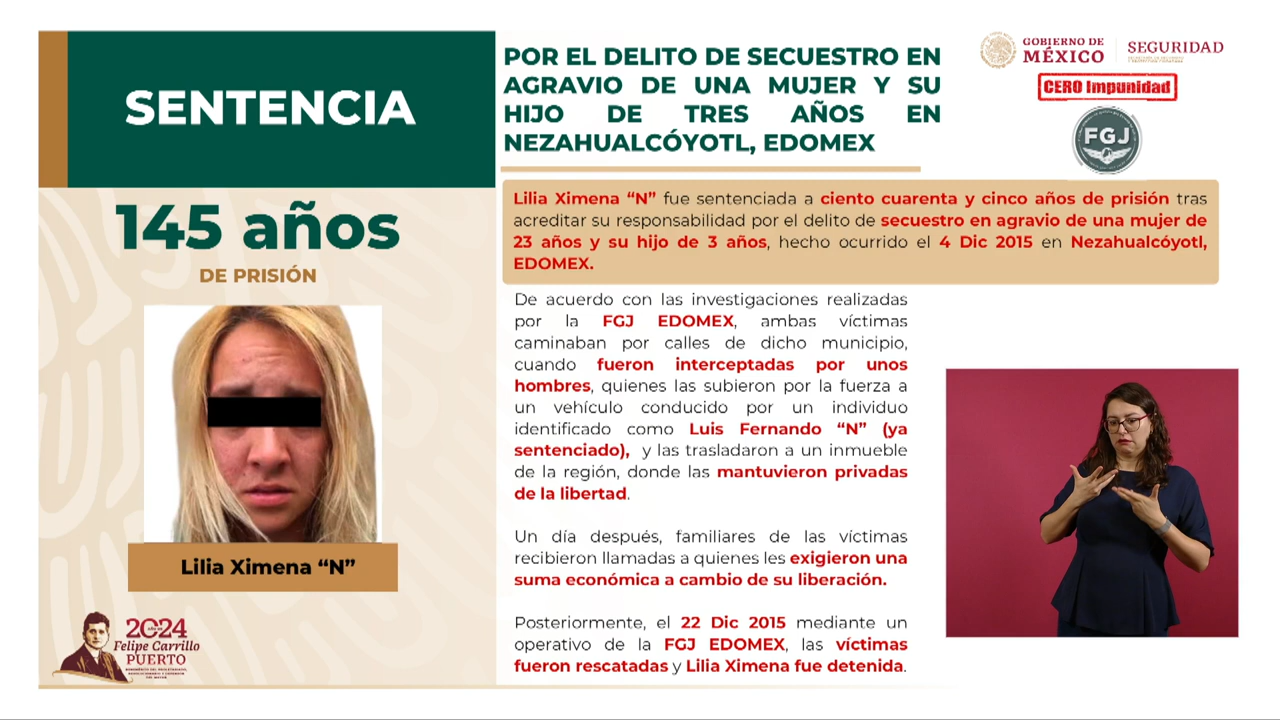 SENTENCIA
145 años
DE PRISIÓN
Lilia Ximena “N”
2024
Felipe Carrillo
PUERTO
POR EL DELITO DE SECUESTRO EN
AGRAVIO DE UNA MUJER Y SU
HIJO DE TRES AÑOS EN
NEZAHUALCÓYOTL, EDOMEX
GOBIERNO DE
MÉXICO
SEGURIDAD
CERO Impunidad
FGJ
Lilia Ximena “N” fue sentenciada a ciento cuarenta y cinco años de prisión tras
acreditar su responsabilidad por el delito de secuestro en agravio de una mujer de
23 años y su hijo de 3 años, hecho ocurrido el 4 Dic 2015 en Nezahualcóyotl,
EDOMEX.
De acuerdo con las investigaciones realizadas
por la FGJ EDOMEX, ambas víctimas
caminaban por calles de dicho municipio,
cuando fueron interceptadas por unos
hombres, quienes las subieron por la fuerza a
un vehículo conducido por un individuo
identificado como Luis Fernando “N” (ya
sentenciado), y las trasladaron a un inmueble
de la región, donde las mantuvieron privadas
de la libertad.
Un día después, familiares de las víctimas
recibieron llamadas a quienes les exigieron una
suma económica a cambio de su liberación.
Posteriormente, el 22 Dic 2015 mediante un
operativo de la FGJ EDOMEX, las víctimas
fueron rescatadas y Lilia Ximena fue detenida.